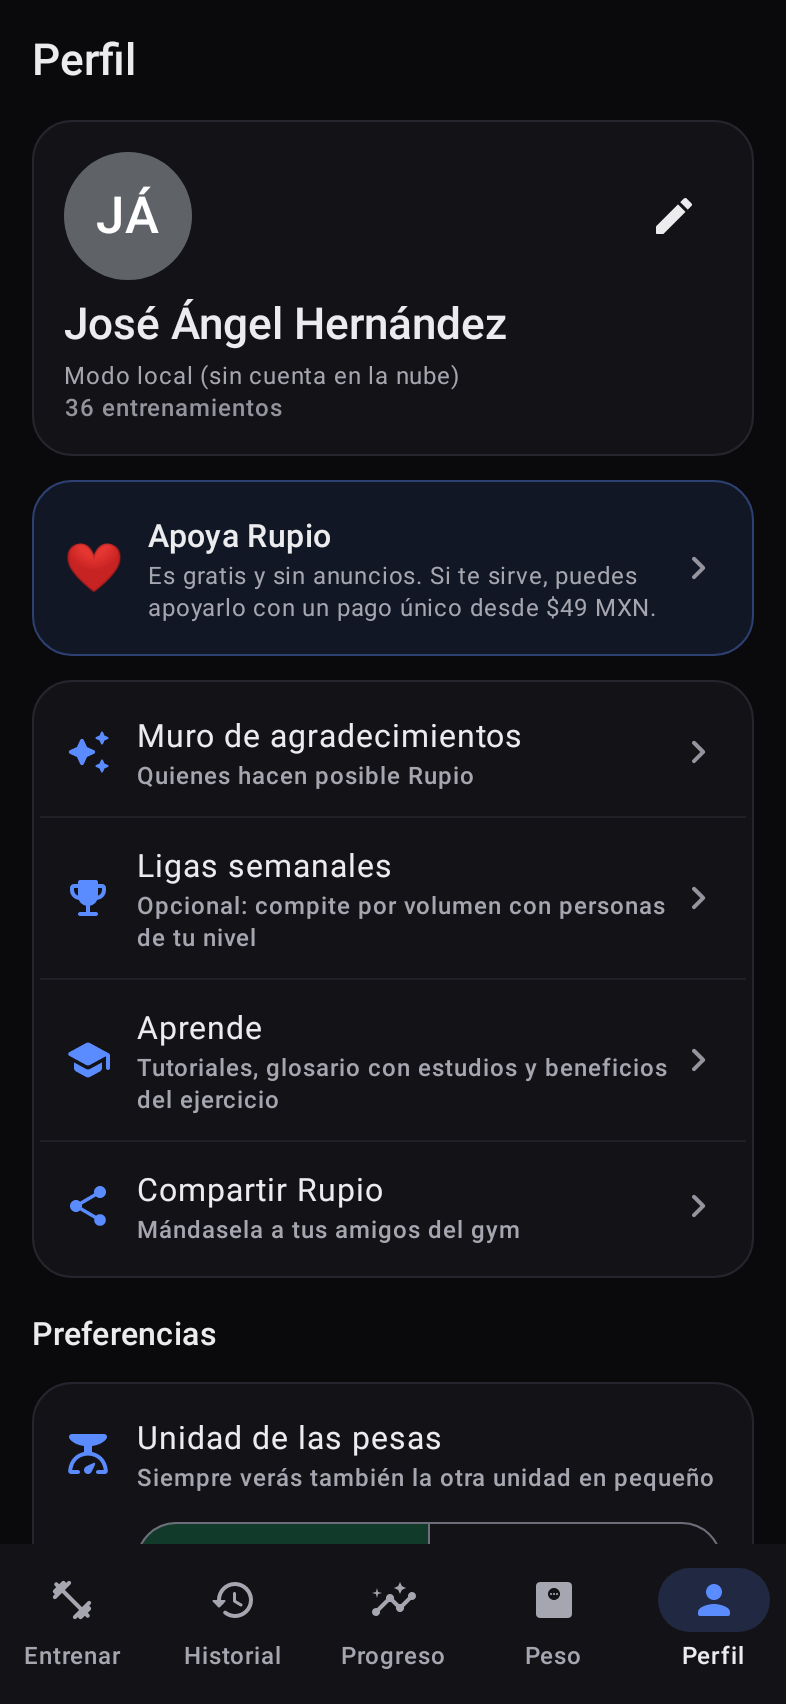 Perfil
JÁ
José Ángel Hernández
Modo local (sin cuenta en la nube)
36 entrenamientos
Apoya Rupio
Es gratis y sin anuncios. Si te sirve, puedes
apoyarlo con un pago único desde $49 MXN.
Muro de agradecimientos
Quienes hacen posible Rupio
Ligas semanales
Opcional: compite por volumen con personas
de tu nivel
Aprende
Tutoriales, glosario con estudios y beneficios
del ejercicio
Compartir Rupio
Mándasela a tus amigos del gym
Preferencias
Unidad de las pesas
Siempre verás también la otra unidad en pequeño
Entrenar
Historial
Progreso
Peso
Perfil